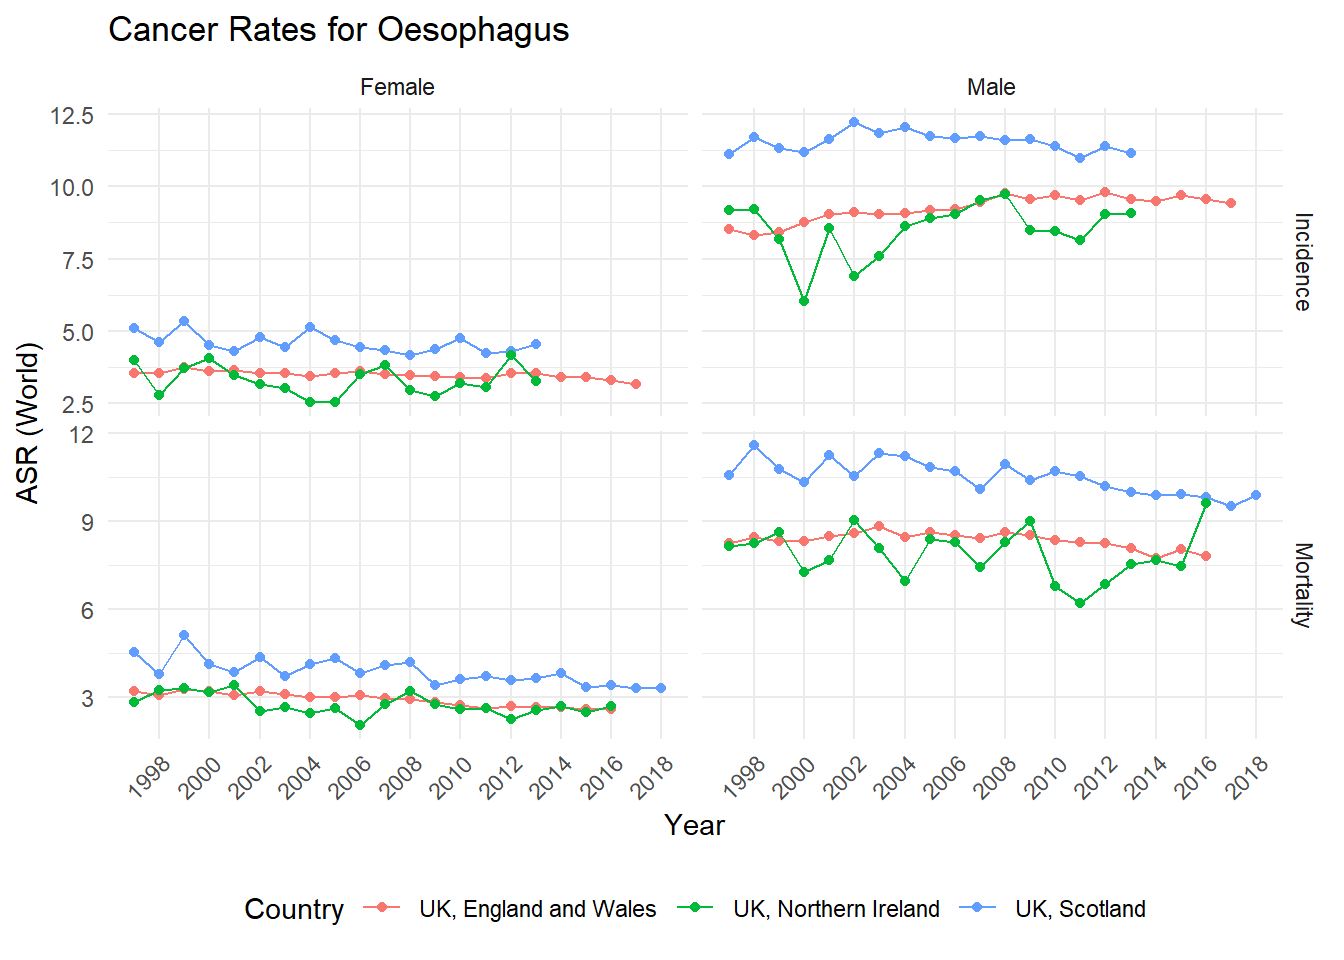 Cancer Rates for Oesophagus
Female
Male
12.5
10.0
7.5
5.0
2.5
Incidence
ASR (World)
12
9
6
3
Mortality
1998
2000
2002
2004
2006
2008
2010
2012
2014
2016
2018
1998
2000
2002
2004
2006
2008
2010
2012
2014
2016
2018
Year
Country
UK, England and Wales
UK, Northern Ireland
UK, Scotland